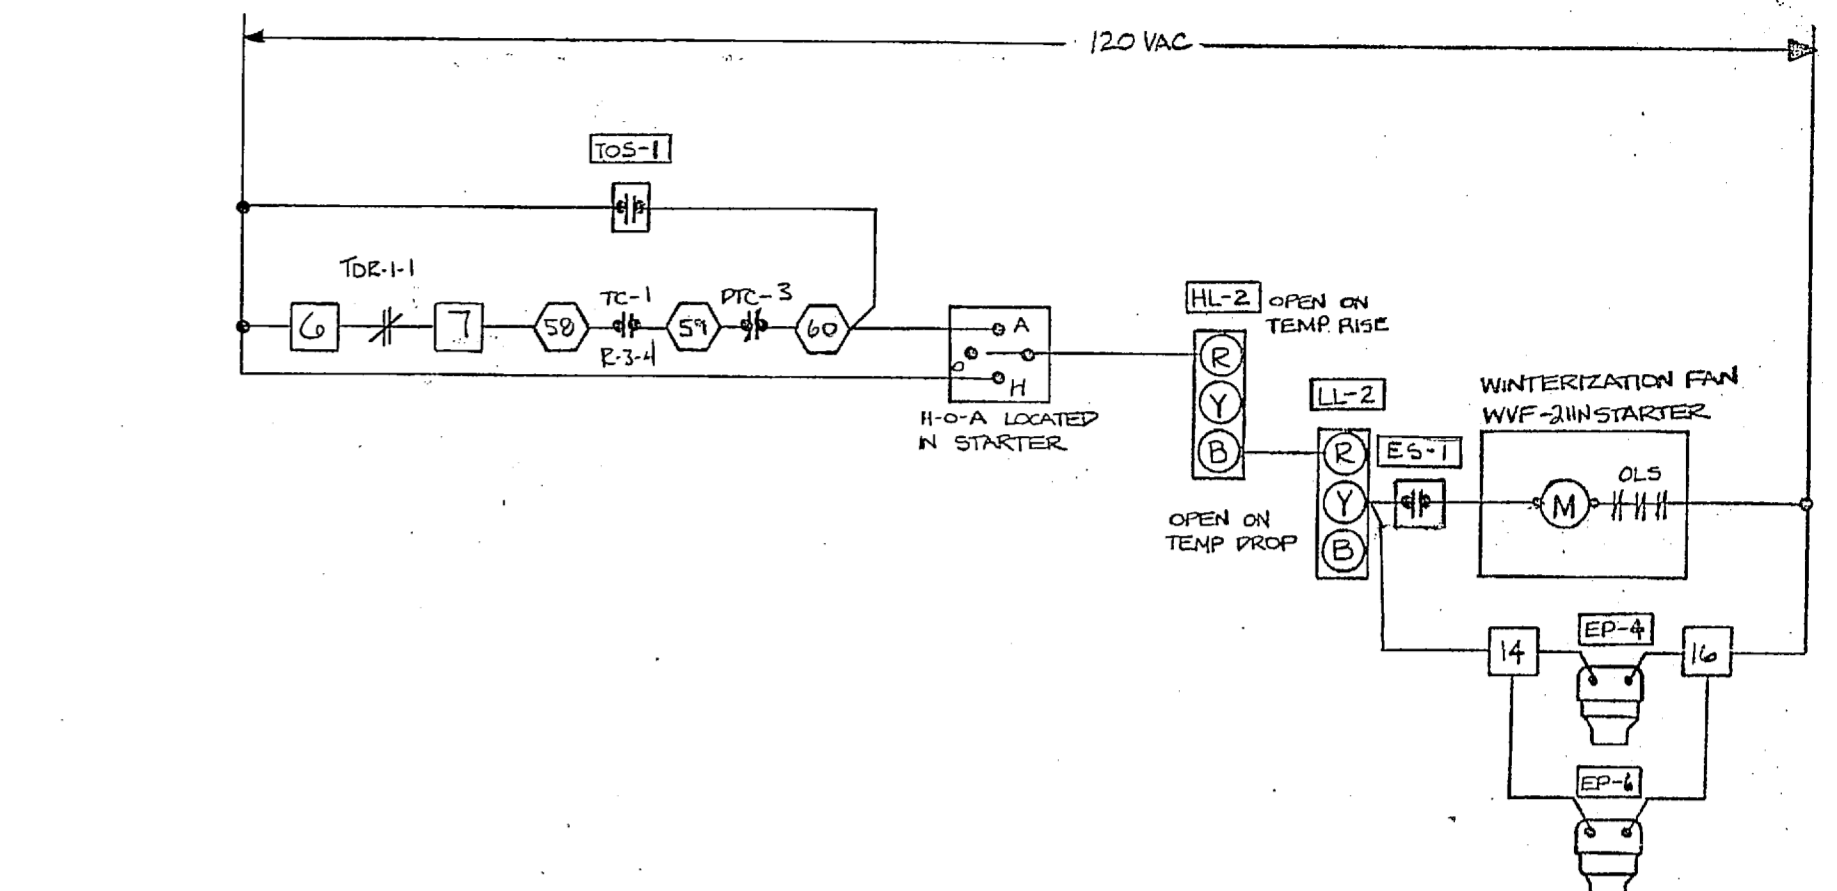 120 VAC
TOS-1
TDR-1-1
6
7
58
TC-1
R-3-4
59
PTC-3
60
A
O
H
H-O-A LOCATED
IN STARTER
HL-2
OPEN ON
TEMP. RISE
R
Y
B
OPEN ON
TEMP DROP
LL-2
R
Y
B
ES-1
WINTERIZATION FAN
WVF-211N STARTER
M
OLS
14
EP-4
16
EP-6